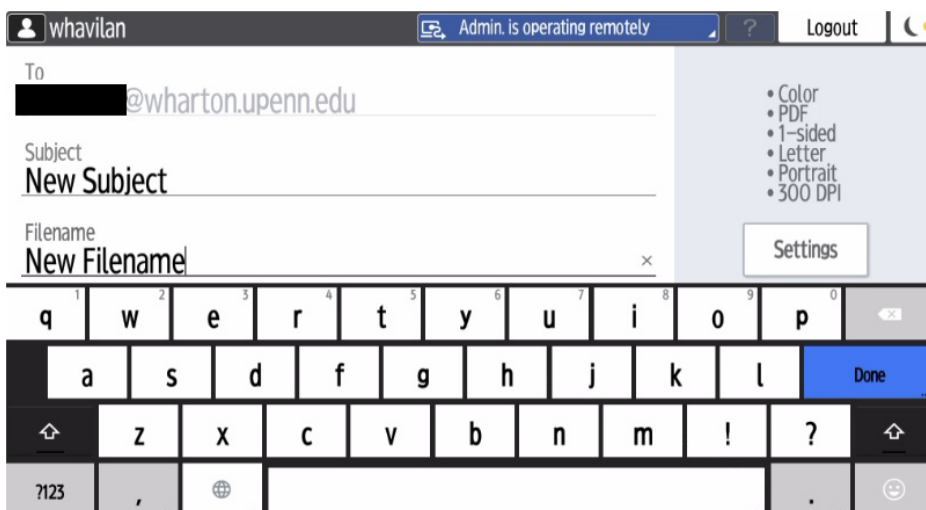 whavilan Admin. is operating remotely ? Logout
To
@wharton.upenn.edu
Subject
New Subject
Filename
New Filename ×
• Color
• PDF
• 1-sided
• Letter
• Portrait
• 300 DPI
Settings
1 2 3 4 5 6 7 8 9 0
q w e r t y u i o p
a s d f g h j k l Done
z x c v b n m ! ?
?123 , .